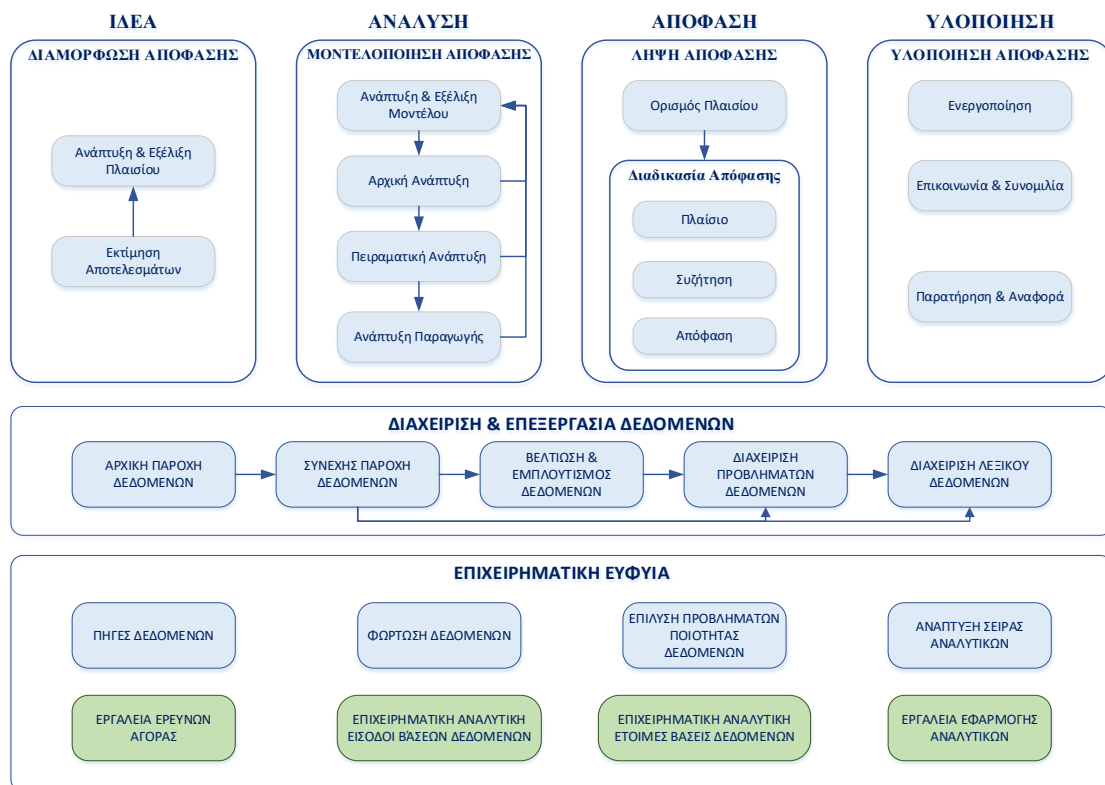 ΙΔΕΑ
ΔΙΑΜΟΡΦΩΣΗ ΑΠΟΦΑΣΗΣ
Ανάπτυξη & Εξέλιξη
Πλαισίου
Εκτίμηση
Αποτελεσμάτων
ΑΝΑΛΥΣΗ
ΜΟΝΤΕΛΟΠΟΙΗΣΗ ΑΠΟΦΑΣΗΣ
Ανάπτυξη & Εξέλιξη
Μοντέλου
Αρχική Ανάπτυξη
Πειραματική Ανάπτυξη
Ανάπτυξη Παραγωγής
ΑΠΟΦΑΣΗ
ΛΗΨΗ ΑΠΟΦΑΣΗΣ
Ορισμός Πλαισίου
Διαδικασία Απόφασης
Πλαίσιο
Συζήτηση
Απόφαση
ΥΛΟΠΟΙΗΣΗ
ΥΛΟΠΟΙΗΣΗ ΑΠΟΦΑΣΗΣ
Ενεργοποίηση
Επικοινωνία & Συνομιλία
Παρατήρηση & Αναφορά
ΔΙΑΧΕΙΡΙΣΗ & ΕΠΕΞΕΡΓΑΣΙΑ ΔΕΔΟΜΕΝΩΝ
ΑΡΧΙΚΗ ΠΑΡΟΧΗ
ΔΕΔΟΜΕΝΩΝ
ΣΥΝΕΧΗΣ ΠΑΡΟΧΗ
ΔΕΔΟΜΕΝΩΝ
ΒΕΛΤΙΩΣΗ &
ΕΜΠΛΟΥΤΙΣΜΟΣ
ΔΕΔΟΜΕΝΩΝ
ΔΙΑΧΕΙΡΙΣΗ
ΠΡΟΒΛΗΜΑΤΩΝ
ΔΕΔΟΜΕΝΩΝ
ΔΙΑΧΕΙΡΙΣΗ ΛΕΞΙΚΟΥ
ΔΕΔΟΜΕΝΩΝ
ΕΠΙΧΕΙΡΗΜΑΤΙΚΗ ΕΥΦΥΙΑ
ΠΗΓΕΣ ΔΕΔΟΜΕΝΩΝ
ΦΩΡΤΩΣΗ ΔΕΔΟΜΕΝΩΝ
ΕΠΙΛΥΣΗ ΠΡΟΒΛΗΜΑΤΩΝ
ΠΟΙΟΤΗΤΑΣ
ΔΕΔΟΜΕΝΩΝ
ΑΝΑΠΤΥΞΗ ΣΕΙΡΑΣ
ΑΝΑΛΥΤΙΚΩΝ
ΕΡΓΑΛΕΙΑ ΕΡΕΥΝΩΝ
ΑΓΟΡΑΣ
ΕΠΙΧΕΙΡΗΜΑΤΙΚΗ ΑΝΑΛΥΤΙΚΗ
ΕΙΣΟΔΟΙ ΒΆΣΕΩΝ ΔΕΔΟΜΕΝΩΝ
ΕΠΙΧΕΙΡΗΜΑΤΙΚΗ ΑΝΑΛΥΤΙΚΗ
ΕΤΟΙΜΕΣ ΒΑΣΕΙΣ ΔΕΔΟΜΕΝΩΝ
ΕΡΓΑΛΕΙΑ ΕΦΑΡΜΟΓΗΣ
ΑΝΑΛΥΤΙΚΩΝ